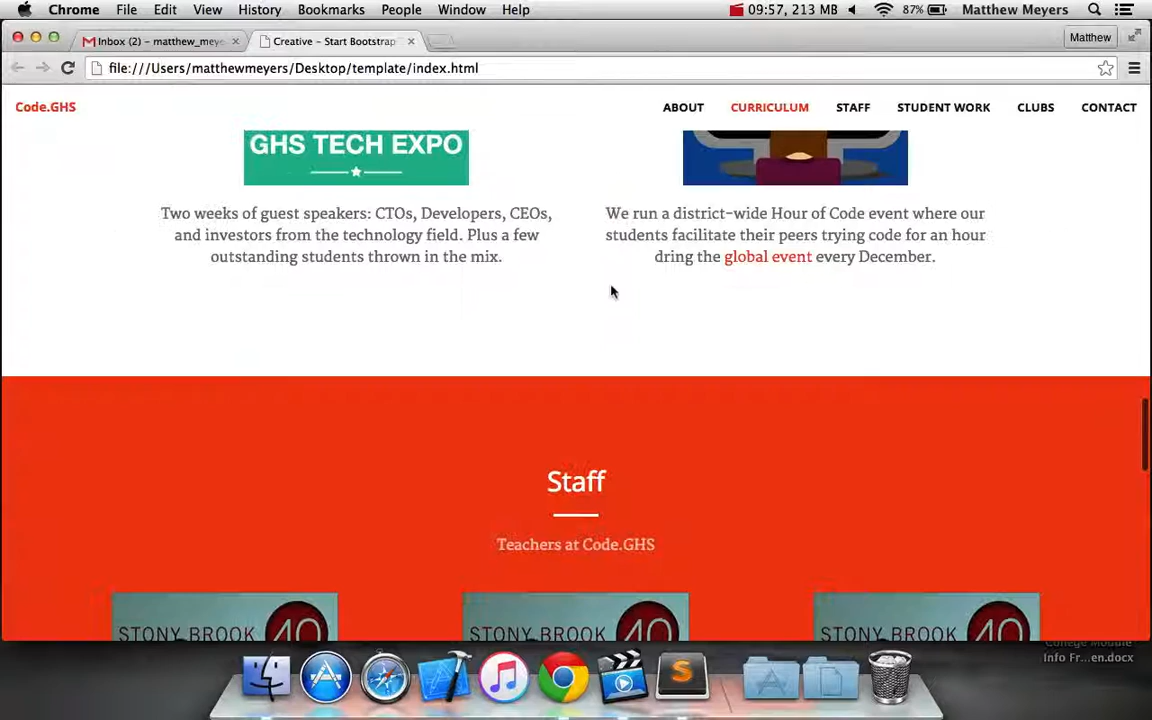 Chrome File Edit View History Bookmarks People Window Help 09:57, 213 MB 87% Matthew Meyers
Inbox (2) – matthew_mey
Creative – Start Bootstrap
Matthew
file:///Users/matthewmeyers/Desktop/template/index.html
Code.GHS ABOUT CURRICULUM STAFF STUDENT WORK CLUBS CONTACT
GHS TECH EXPO
Two weeks of guest speakers: CTOs, Developers, CEOs,
and investors from the technology field. Plus a few
outstanding students thrown in the mix.
We run a district-wide Hour of Code event where our
students facilitate their peers trying code for an hour
dring the global event every December.
Staff
Teachers at Code.GHS
STONY BROOK 40
STONY BROOK 40
STONY BROOK 40
College Module
Info Fr...en.docx